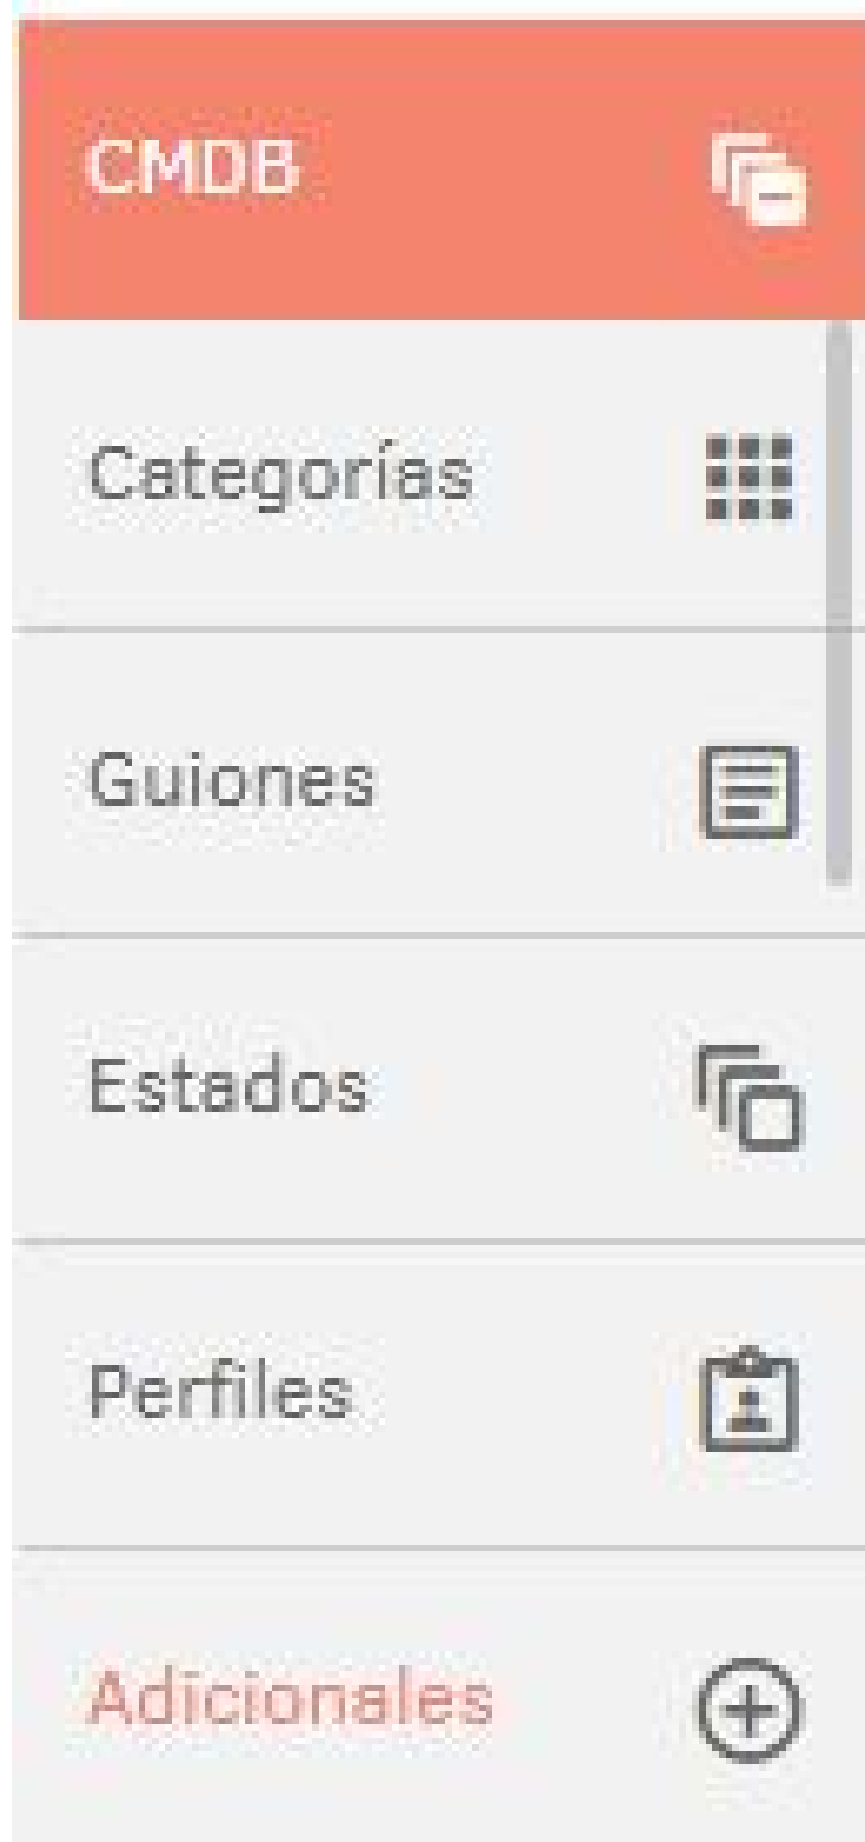 CMDB
Categorías
Guiones
Estados
Perfiles
Adicionales